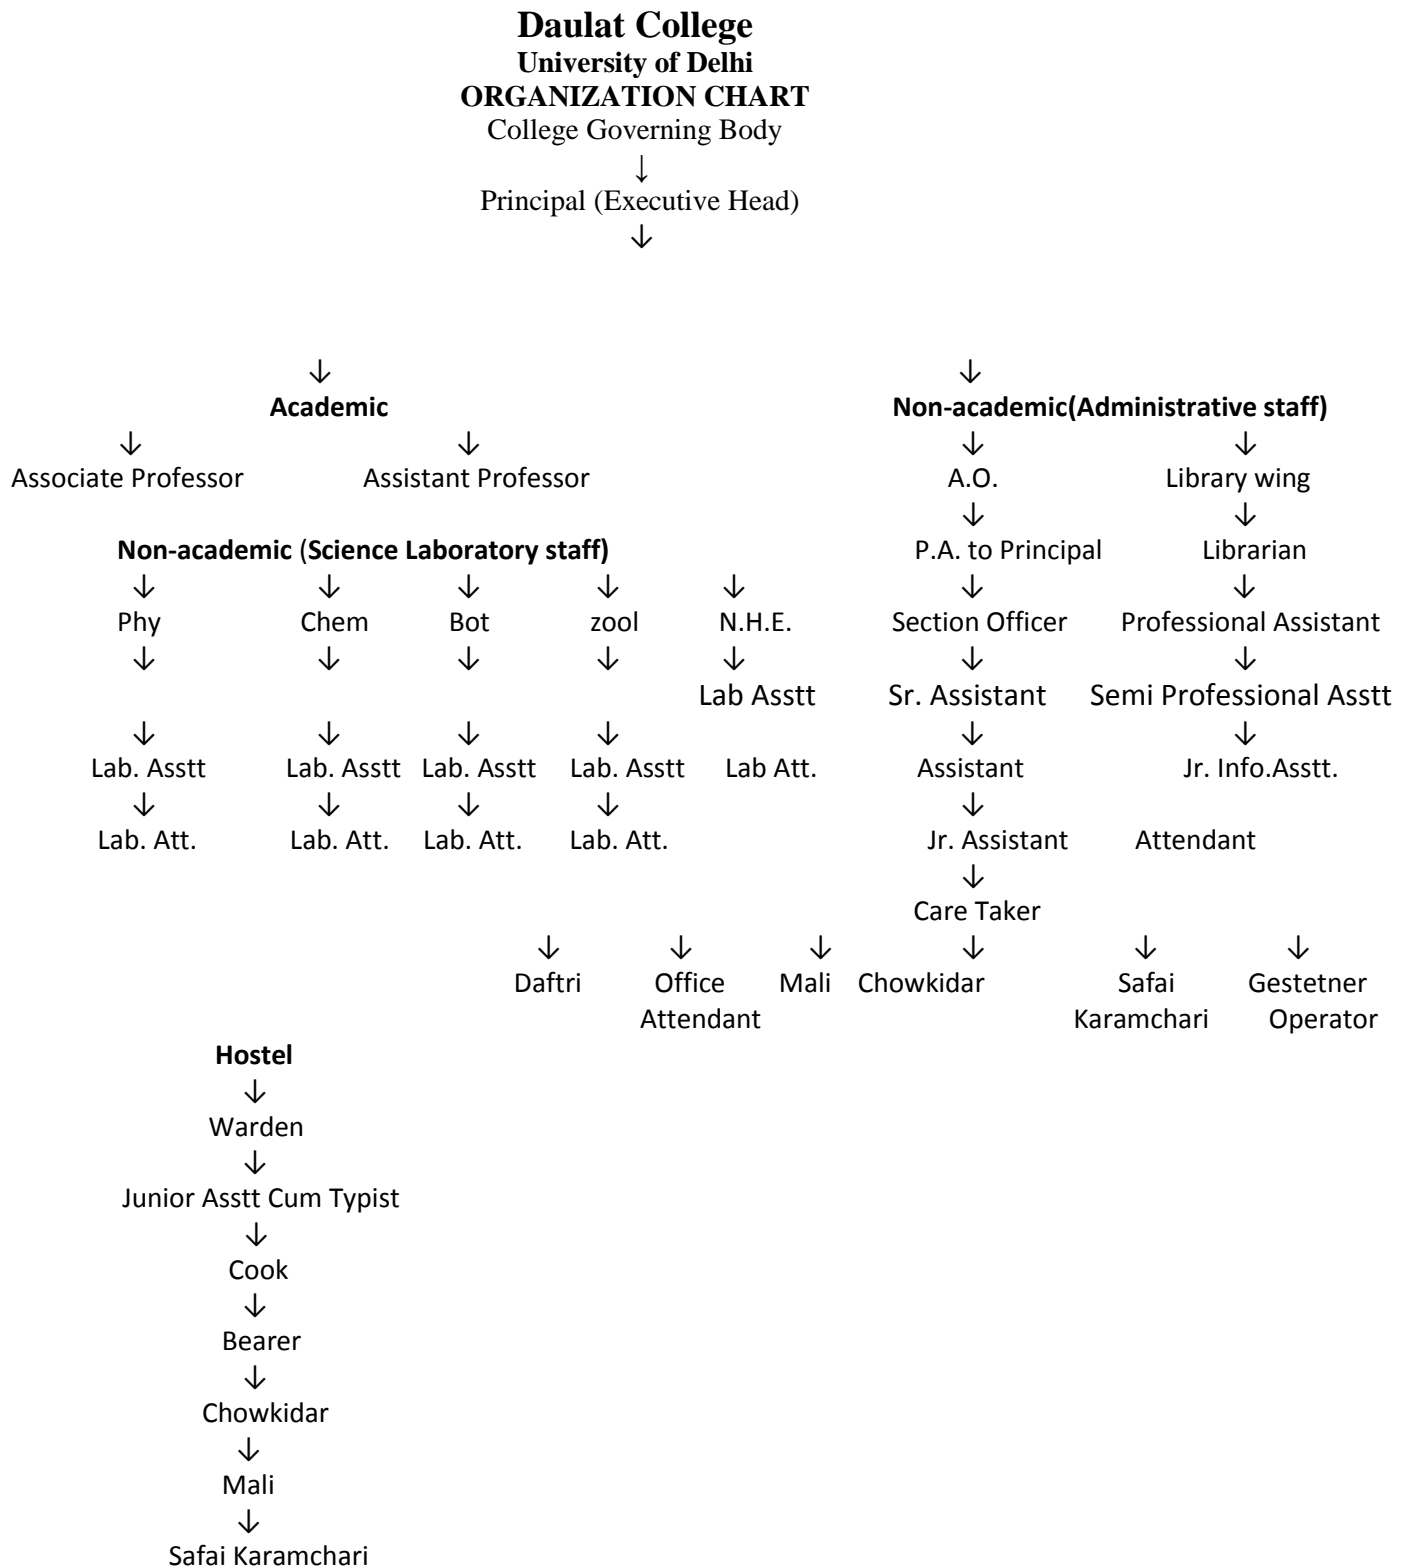 Daulat College
University of Delhi
ORGANIZATION CHART
College Governing Body
↓
Principal (Executive Head)
↓
↓ ↓
Academic Non-academic(Administrative staff)
↓ ↓ ↓ ↓
Associate Professor Assistant Professor A.O. Library wing
↓ ↓
Non-academic (Science Laboratory staff) P.A. to Principal Librarian
↓ ↓ ↓ ↓ ↓ ↓ ↓
Phy Chem Bot zool N.H.E. Section Officer Professional Assistant
↓ ↓ ↓ ↓ ↓ ↓ ↓
Lab Asstt Sr. Assistant Semi Professional Asstt
↓ ↓ ↓ ↓ ↓ ↓
Lab. Asstt Lab. Asstt Lab. Asstt Lab. Asstt Lab Att. Assistant Jr. Info.Asstt.
↓ ↓ ↓ ↓ ↓
Lab. Att. Lab. Att. Lab. Att. Lab. Att. Jr. Assistant Attendant
↓
Care Taker
↓ ↓ ↓ ↓ ↓ ↓
Daftri Office Mali Chowkidar Safai Gestetner
Attendant Karamchari Operator
Hostel
↓
Warden
↓
Junior Asstt Cum Typist
↓
Cook
↓
Bearer
↓
Chowkidar
↓
Mali
↓
Safai Karamchari